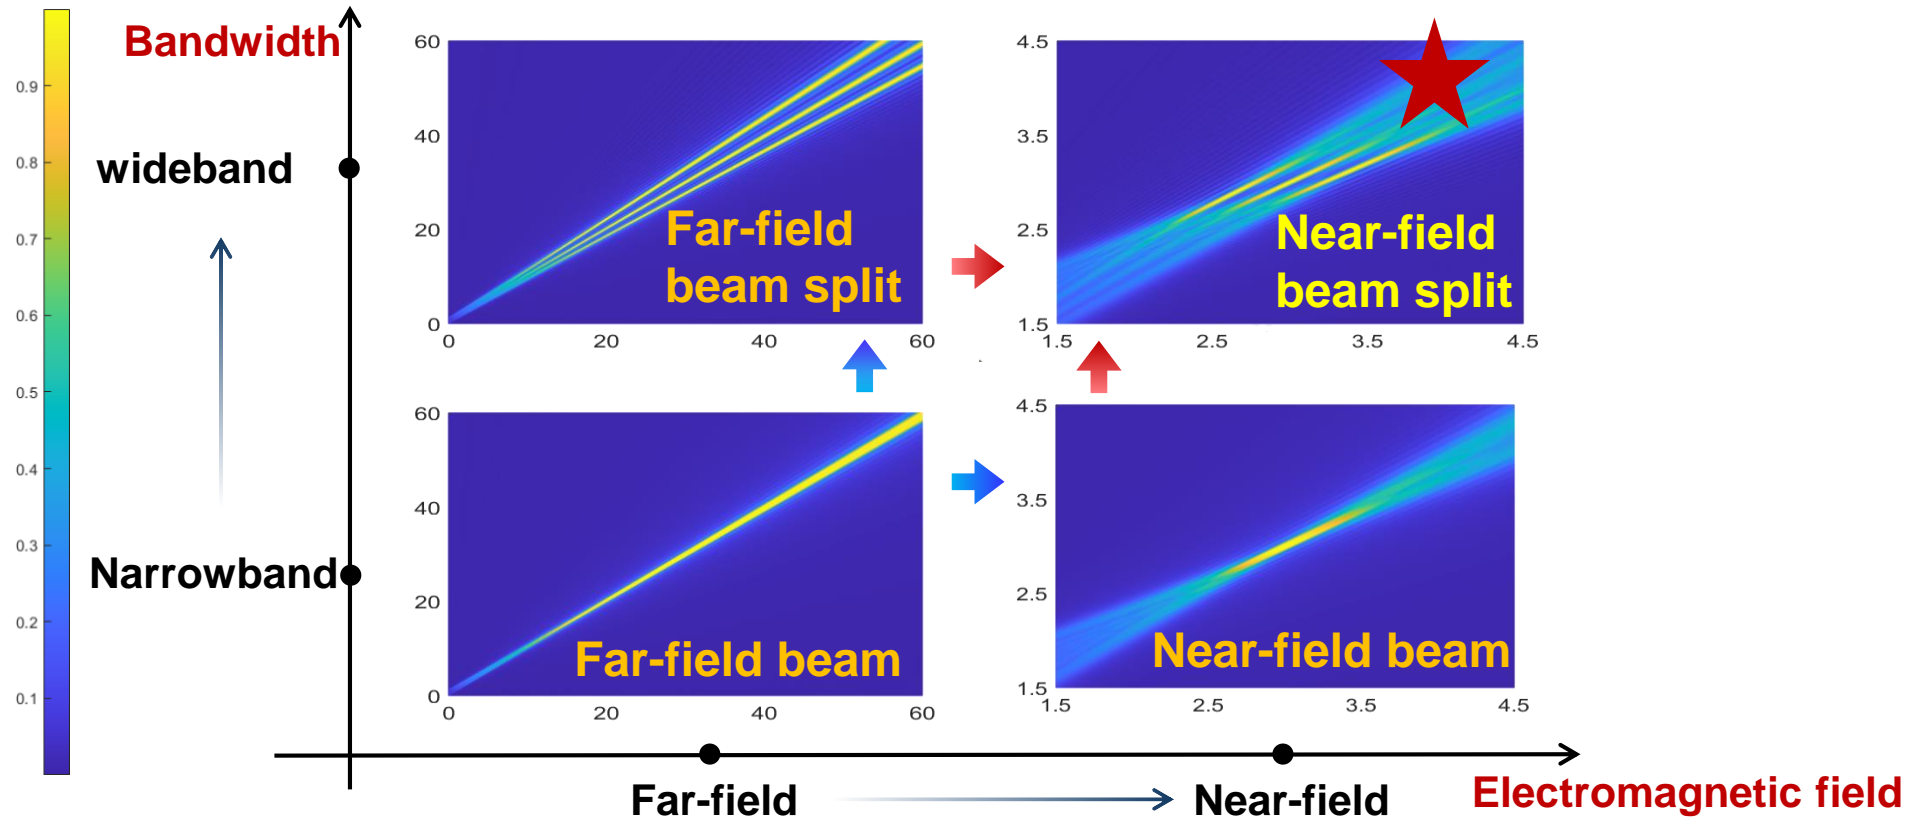 Bandwidth
0.9
0.8
0.7
0.6
0.5
0.4
0.3
0.2
0.1
wideband
Narrowband
60
40
20
0
0 20 40 60
Far-field
beam split
4.5
3.5
2.5
1.5
1.5 2.5 3.5 4.5
Near-field
beam split
60
40
20
0
0 20 40 60
Far-field beam
4.5
3.5
2.5
1.5
1.5 2.5 3.5 4.5
Near-field beam
Far-field
Near-field
Electromagnetic field